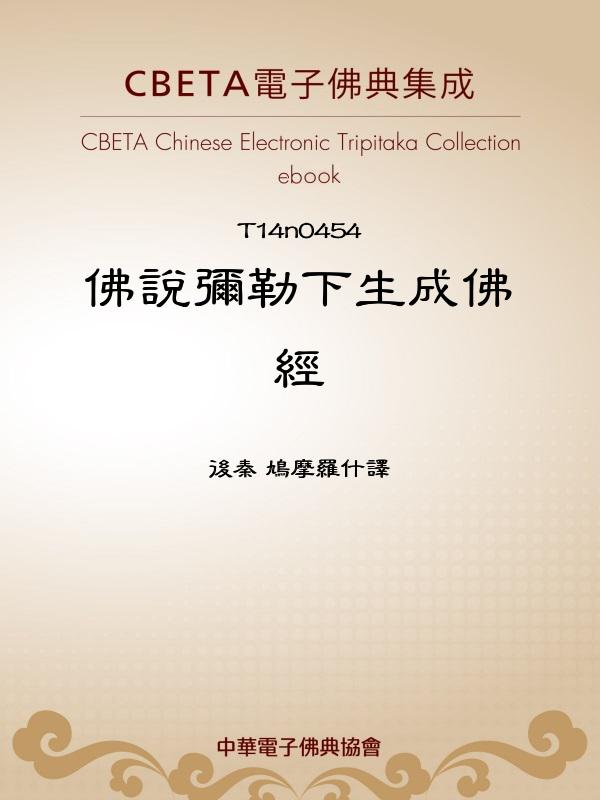 CBETA電子佛典集成
CBETA Chinese Electronic Tripitaka Collection
ebook
T14n0454
佛說彌勒下生成佛
經
後秦 鳩摩羅什譯
中華電子佛典協會